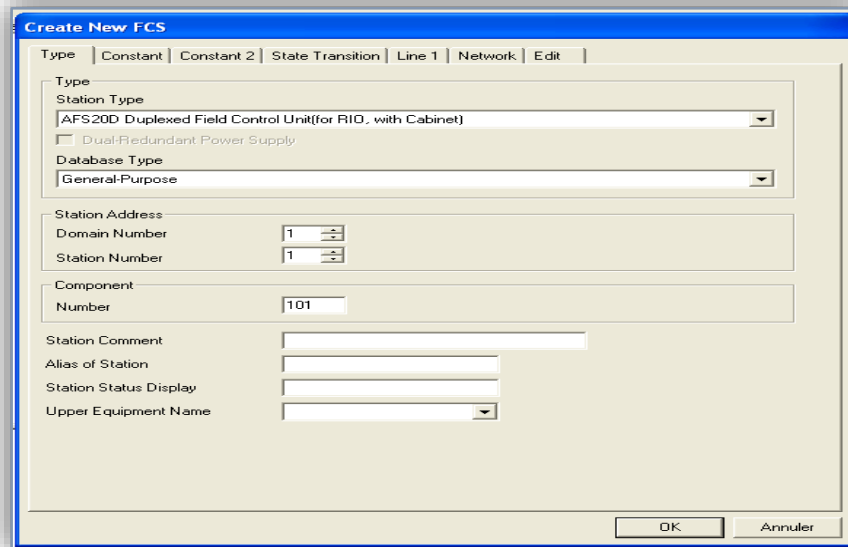 Create New FCS
Type Constant Constant 2 State Transition Line 1 Network Edit
Type
Station Type
AFS20D Duplexed Field Control Unit(for RIO, with Cabinet)
Dual-Redundant Power Supply
Database Type
General-Purpose
Station Address
Domain Number 1
Station Number 1
Component
Number 101
Station Comment
Alias of Station
Station Status Display
Upper Equipment Name
OK Annuler